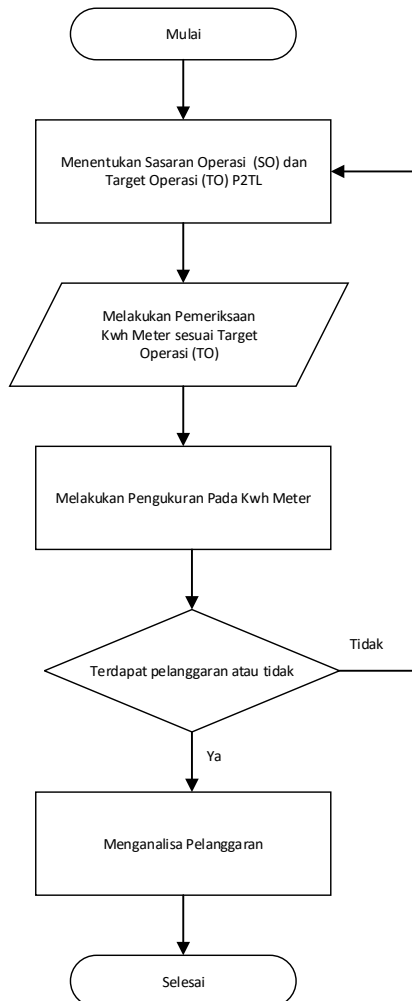 Mulai
Menentukan Sasaran Operasi (SO) dan
Target Operasi (TO) P2TL
Melakukan Pemeriksaan
Kwh Meter sesuai Target
Operasi (TO)
Melakukan Pengukuran Pada Kwh Meter
Tidak
Terdapat pelanggaran atau tidak
Ya
Menganalisa Pelanggaran
Selesai